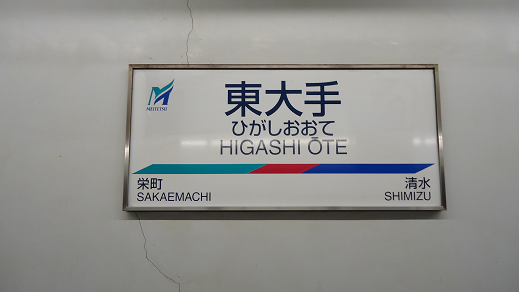 MEITETSU
東大手
ひがしおおて
HIGASHI ŌTE
栄町
SAKAEMACHI
清水
SHIMIZU